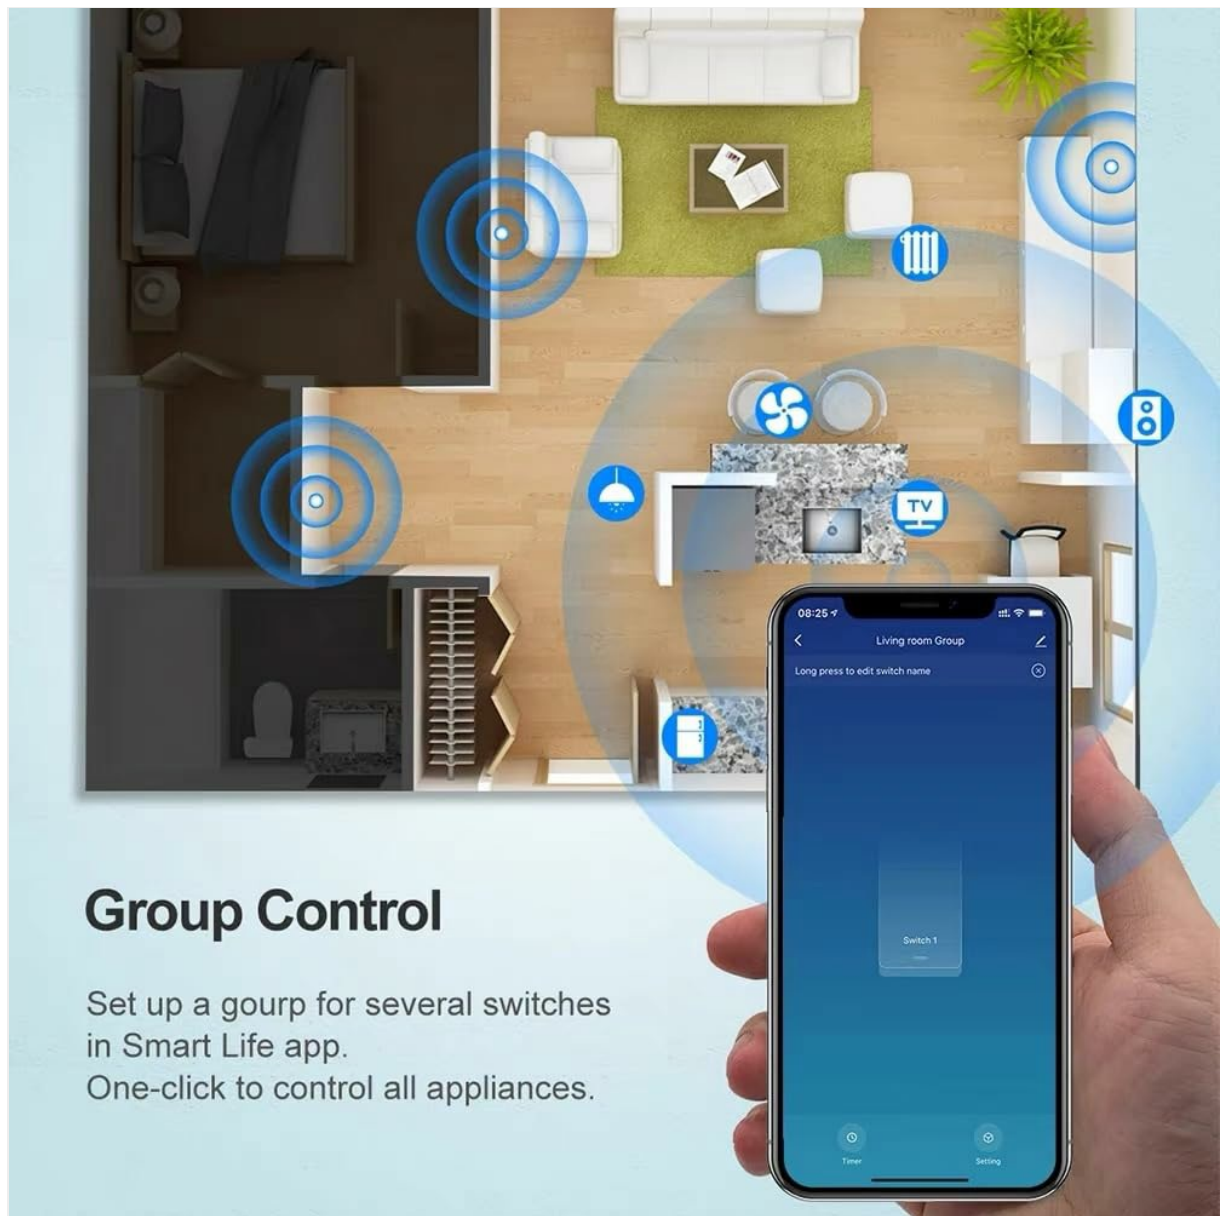 TV
08:25
Living room Group
Long press to edit switch name
Switch 1
Timer
Setting
Group Control
Set up a gourp for several switches
in Smart Life app.
One-click to control all appliances.